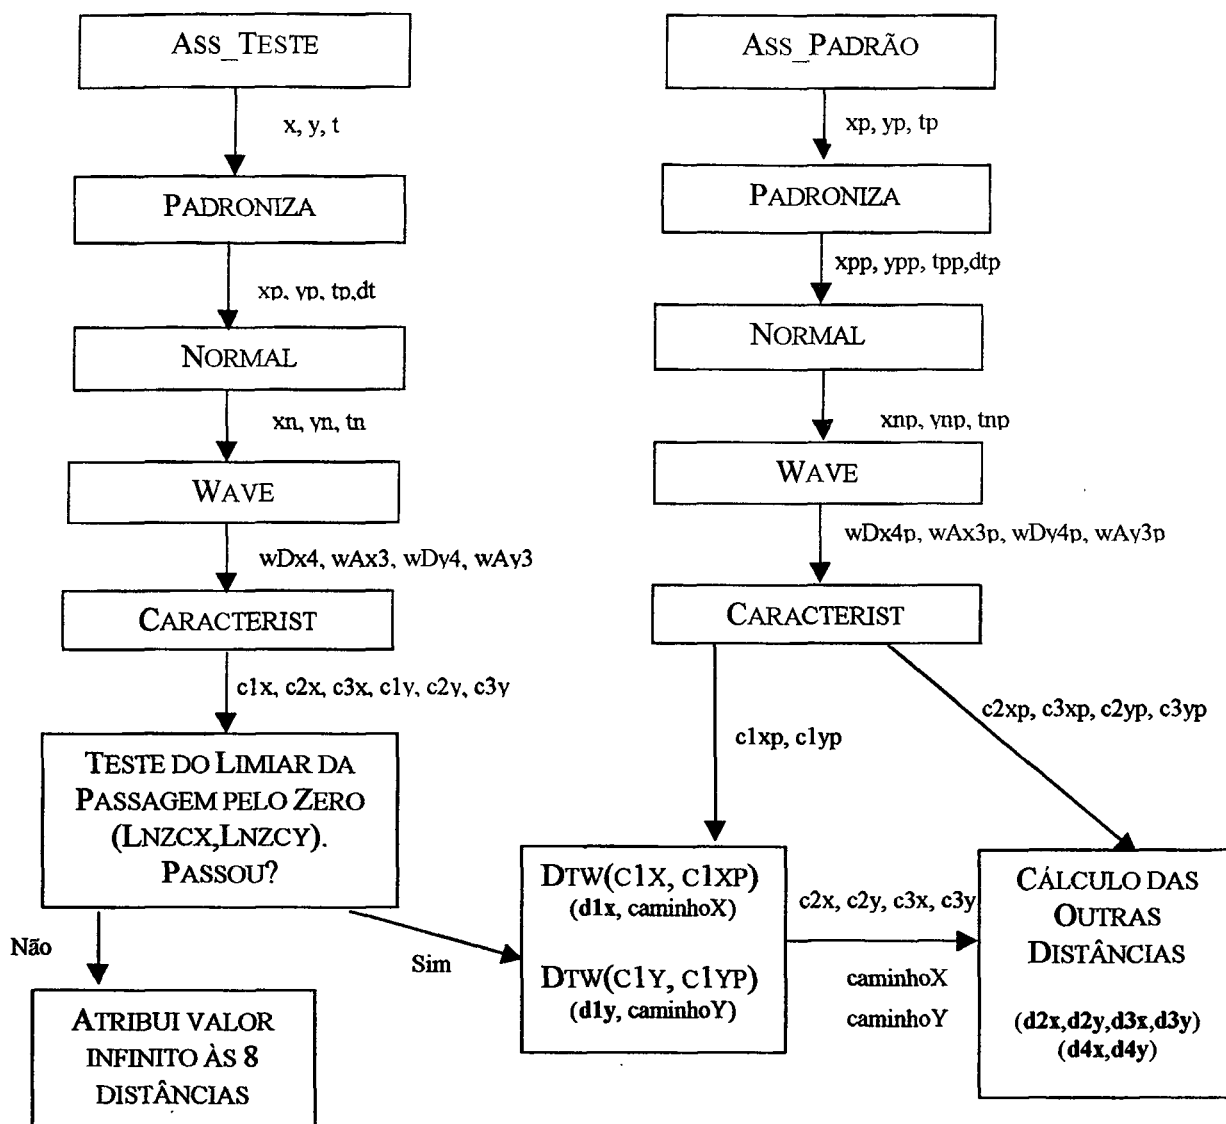 ASS_TESTE
x, y, t
PADRONIZA
xp, yp, tp,dt
NORMAL
xn, yn, tn
WAVE
wDx4, wAx3, wDy4, wAy3
CARACTERIST
c1x, c2x, c3x, c1y, c2y, c3y
TESTE DO LIMIAR DA
PASSAGEM PELO ZERO
(LNZCX,LNZCY).
PASSOU?
Não
Sim
ATRIBUI VALOR
INFINITO ÀS 8
DISTÂNCIAS
ASS_PADRÃO
xp, yp, tp
PADRONIZA
xpp, ypp, tpp,dtp
NORMAL
xnp, ynp, tnp
WAVE
wDx4p, wAx3p, wDy4p, wAy3p
CARACTERIST
c1xp, c1yp
c2xp, c3xp, c2yp, c3yp
DTW(C1X, C1XP)
(d1x, caminhoX)
DTW(C1Y, C1YP)
(d1y, caminhoY)
c2x, c2y, c3x, c3y
caminhoX
caminhoY
CÁLCULO DAS
OUTRAS
DISTÂNCIAS
(d2x,d2y,d3x,d3y)
(d4x,d4y)